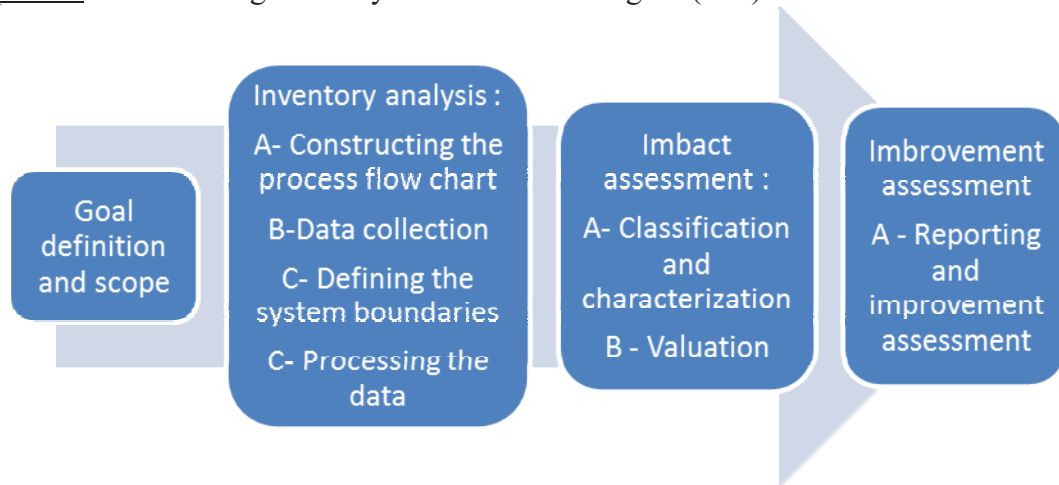 Goal
definition
and scope
Inventory analysis :
A- Constructing the
process flow chart
B-Data collection
C- Defining the
system boundaries
C- Processing the
data
Imbact
assessment :
A- Classification
and
characterization
B - Valuation
Imbrovement
assessment
A - Reporting
and
improvement
assessment